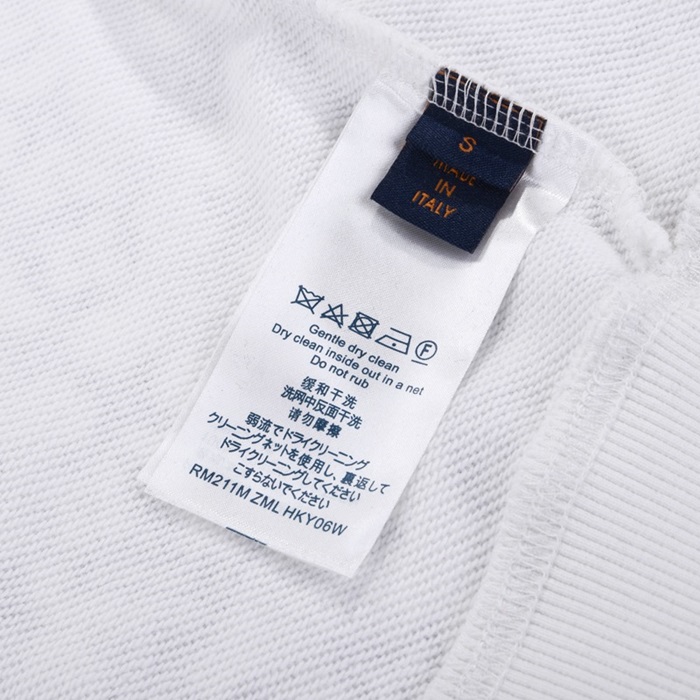 S
MADE
IN
ITALY
F
Gentle dry clean
Dry clean inside out in a net
Do not rub
缓和干洗
洗网中反面干洗
请勿摩擦
弱流でドライクリーニング
クリーニングネットを使用し、裏返して
ドライクリーニングしてください
こすらないでください
RM211M ZML HKY06W